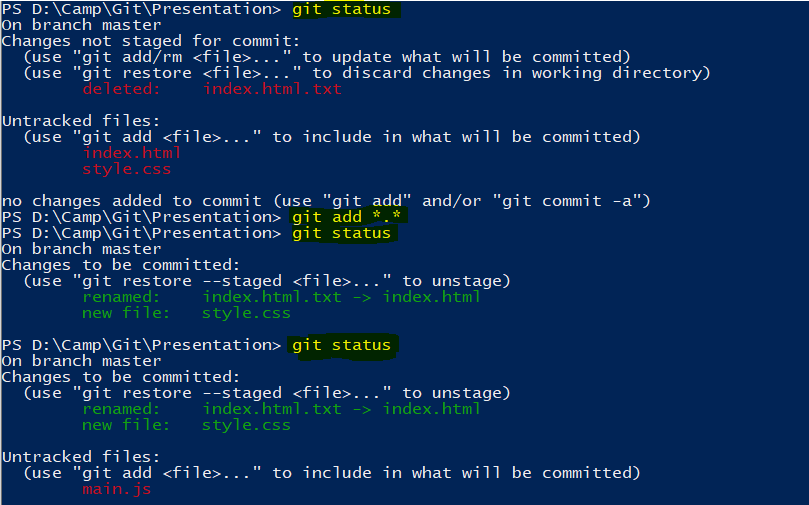 PS D:\Camp\Git\Presentation> git status
On branch master
Changes not staged for commit:
  (use "git add/rm <file>..." to update what will be committed)
  (use "git restore <file>..." to discard changes in working directory)
        deleted:    index.html.txt

Untracked files:
  (use "git add <file>..." to include in what will be committed)
        index.html
        style.css

no changes added to commit (use "git add" and/or "git commit -a")
PS D:\Camp\Git\Presentation> git add *.*
PS D:\Camp\Git\Presentation> git status
On branch master
Changes to be committed:
  (use "git restore --staged <file>..." to unstage)
        renamed:    index.html.txt -> index.html
        new file:   style.css

PS D:\Camp\Git\Presentation> git status
On branch master
Changes to be committed:
  (use "git restore --staged <file>..." to unstage)
        renamed:    index.html.txt -> index.html
        new file:   style.css

Untracked files:
  (use "git add <file>..." to include in what will be committed)
        main.js